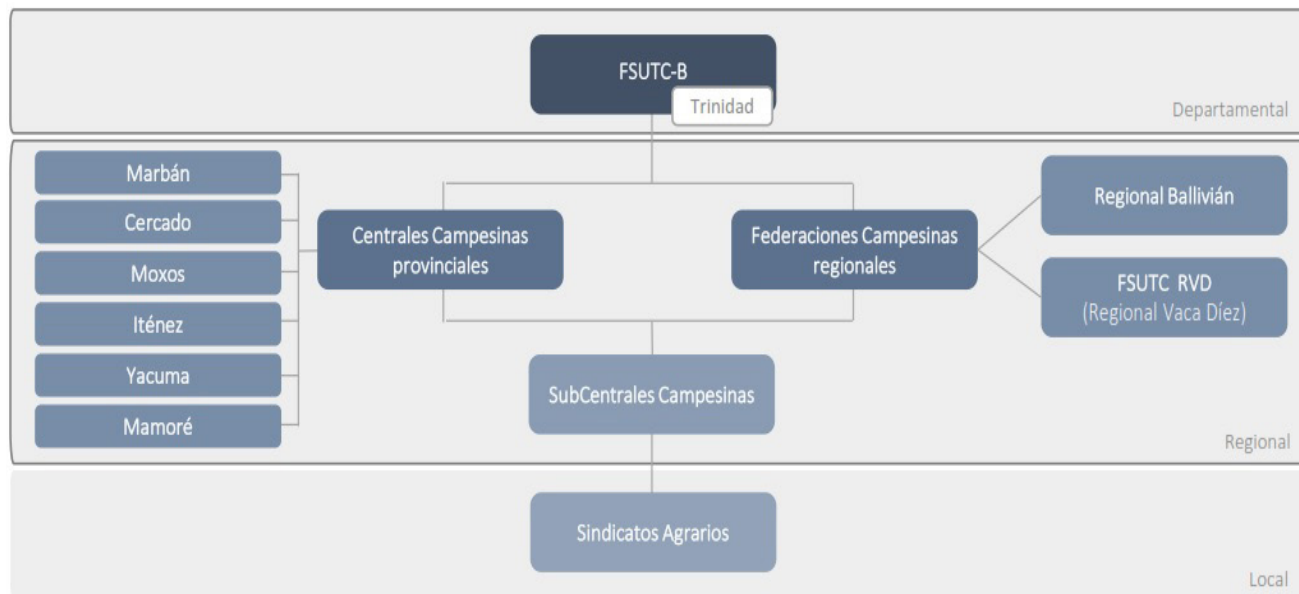 FSUTC-B
Trinidad
Departamental
Marbán
Cercado
Moxos
Iténez
Yacuma
Mamoré
Centrales Campesinas
provinciales
Federaciones Campesinas
regionales
Regional Ballivián
FSUTC RVD
(Regional Vaca Díez)
SubCentrales Campesinas
Regional
Sindicatos Agrarios
Local